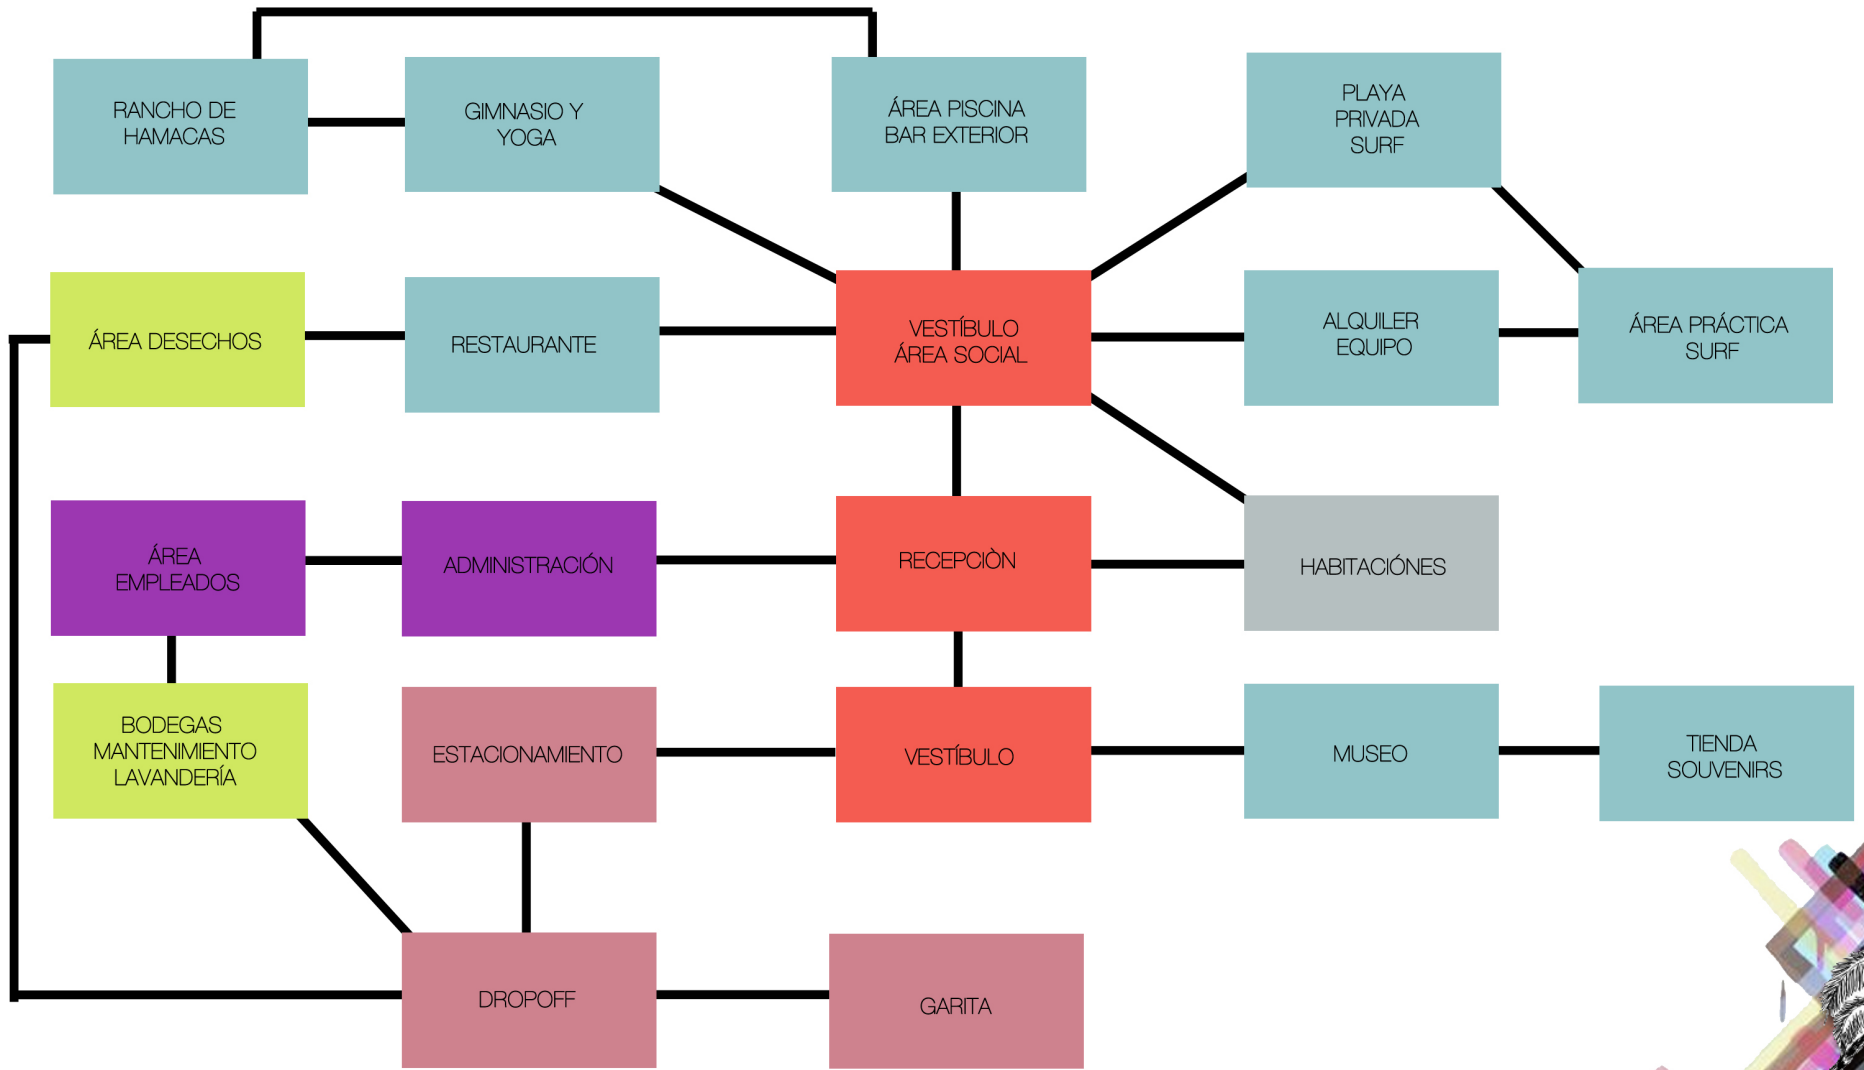 RANCHO DE
HAMACAS
GIMNASIO Y
YOGA
ÁREA PISCINA
BAR EXTERIOR
PLAYA
PRIVADA
SURF
ÁREA DESECHOS
RESTAURANTE
VESTÍBULO
ÁREA SOCIAL
ALQUILER
EQUIPO
ÁREA PRÁCTICA
SURF
ÁREA
EMPLEADOS
ADMINISTRACIÓN
RECEPCIÒN
HABITACIÓNES
BODEGAS
MANTENIMIENTO
LAVANDERÍA
ESTACIONAMIENTO
VESTÍBULO
MUSEO
TIENDA
SOUVENIRS
DROPOFF
GARITA